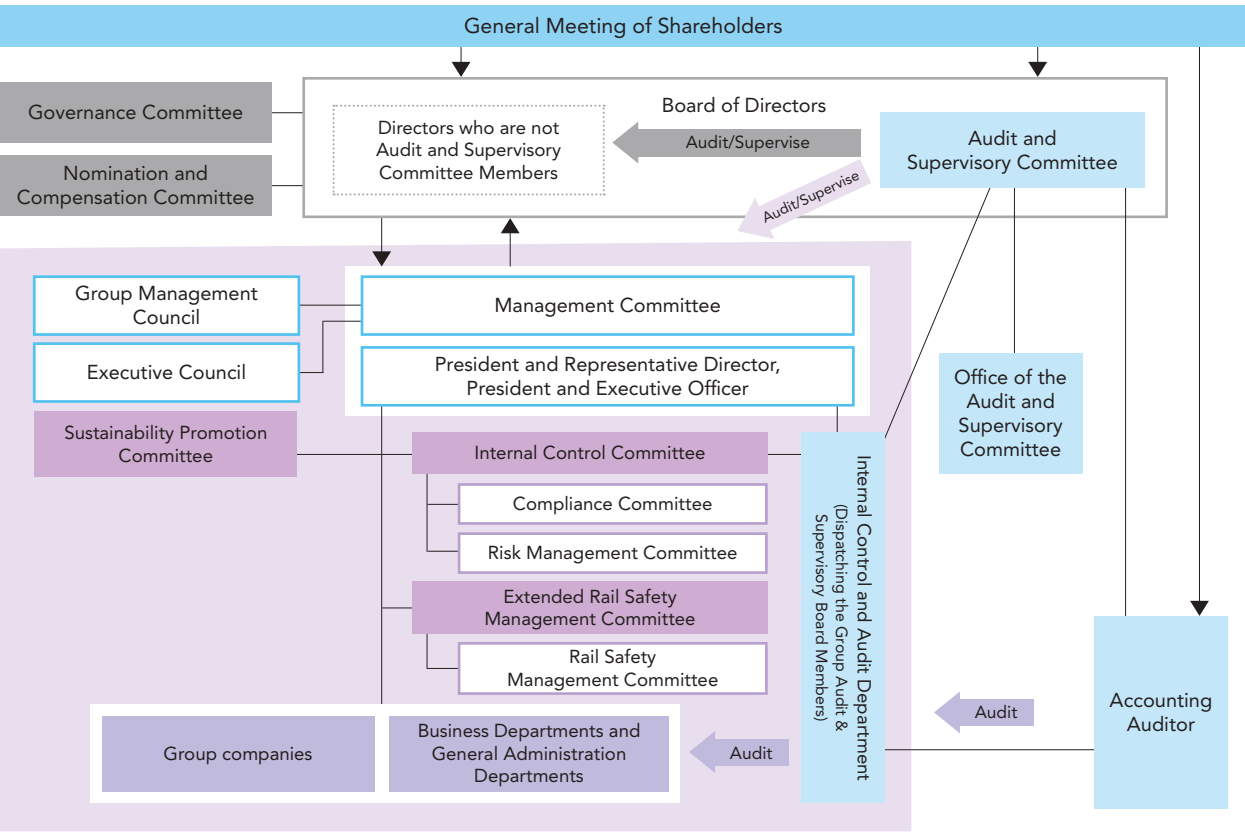 General Meeting of Shareholders
Governance Committee
Nomination and
Compensation Committee
Board of Directors
Directors who are not
Audit and Supervisory
Committee Members
Audit/Supervise
Audit and
Supervisory Committee
Audit/Supervise
Group Management
Council
Executive Council
Management Committee
President and Representative Director,
President and Executive Officer
Office of the
Audit and
Supervisory
Committee
Sustainability Promotion
Committee
Internal Control Committee
Compliance Committee
Risk Management Committee
Extended Rail Safety
Management Committee
Rail Safety
Management Committee
Internal Control and Audit Department
(Dispatching the Group Audit &
Supervisory Board Members)
Group companies
Business Departments and
General Administration
Departments
Audit
Audit
Accounting
Auditor